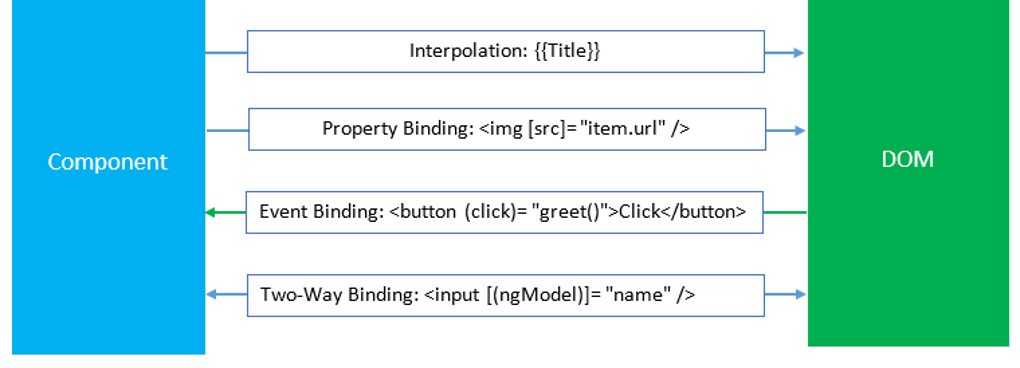 Interpolation: {{Title}}
Property Binding: <img [src]= "item.url" />
Component
DOM
Event Binding: <button (click)= "greet()">Click</button>
Two-Way Binding: <input [(ngModel)]= "name" />